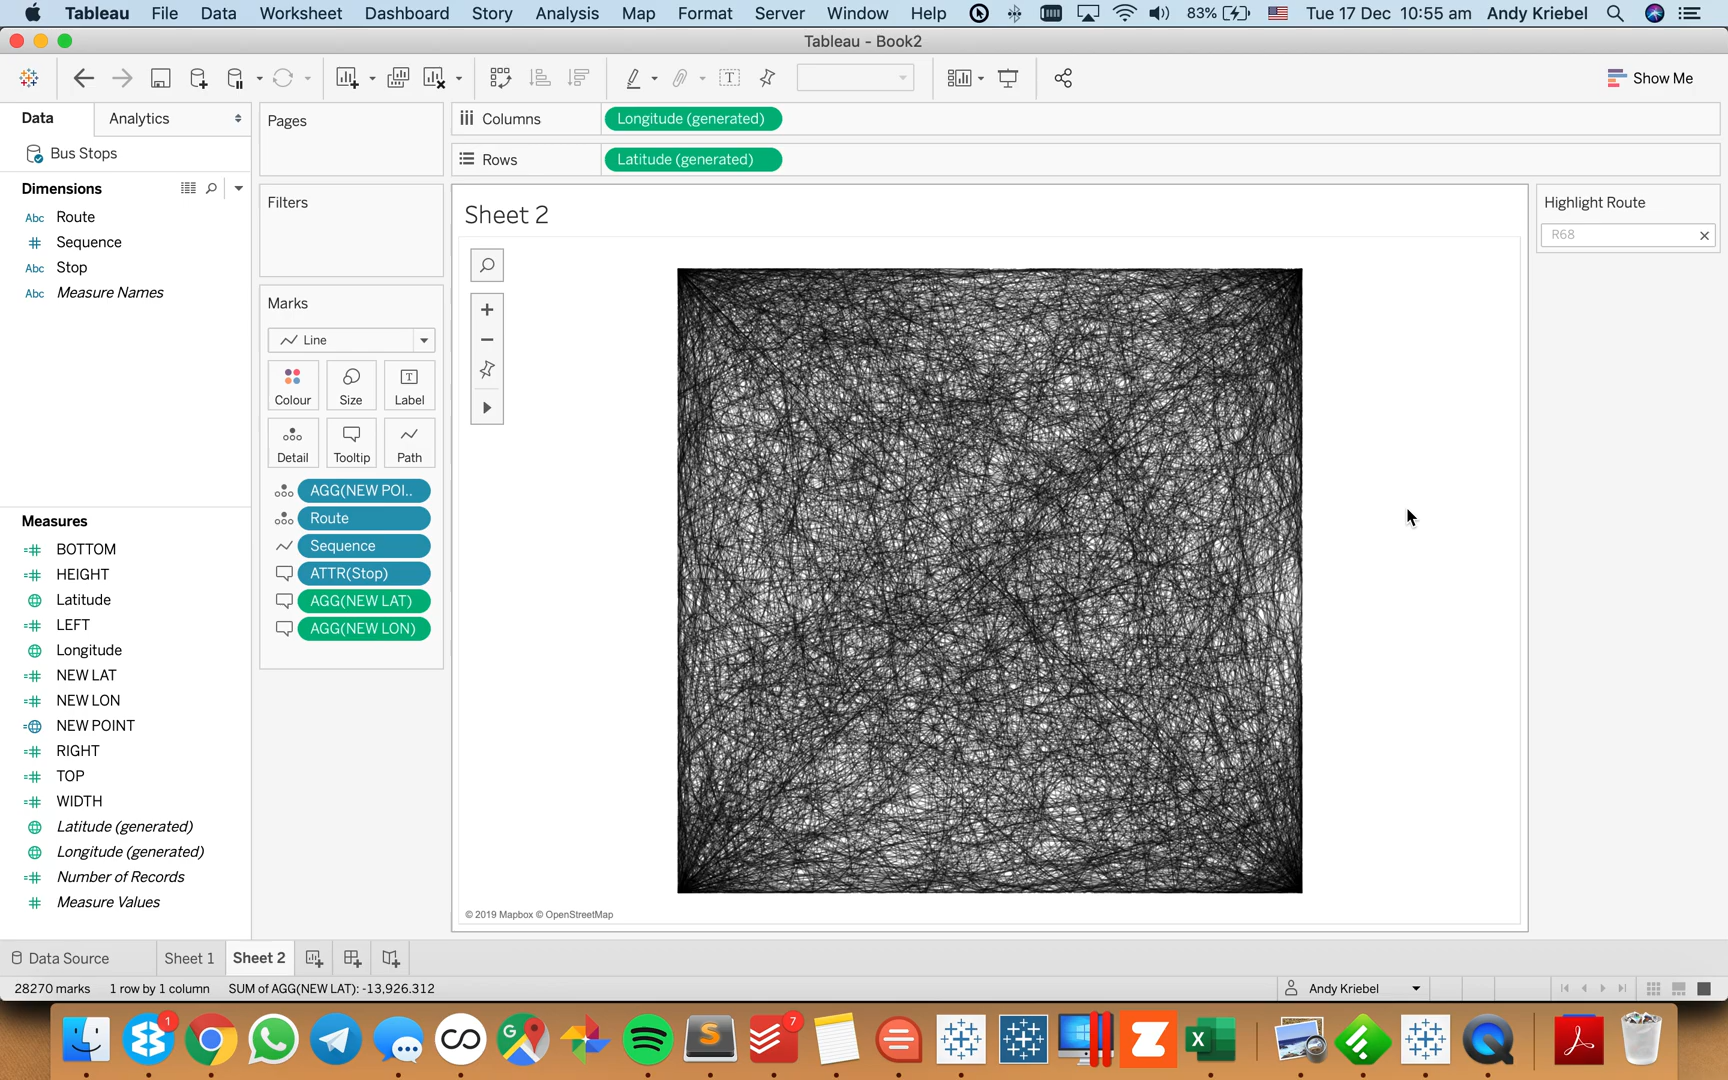 Tableau File Data Worksheet Dashboard Story Analysis Map Format Server Window Help 83% Tue 17 Dec 10:55 am Andy Kriebel
Tableau - Book2
Show Me
Data Analytics
Bus Stops
Dimensions
Abc Route
Sequence
Abc Stop
Abc Measure Names
Measures
BOTTOM
HEIGHT
Latitude
LEFT
Longitude
NEW LAT
NEW LON
NEW POINT
RIGHT
TOP
WIDTH
Latitude (generated)
Longitude (generated)
Number of Records
Measure Values
Pages
Filters
Marks
Line
Colour Size Label
Detail Tooltip Path
AGG(NEW POI..
Route
Sequence
ATTR(Stop)
AGG(NEW LAT)
AGG(NEW LON)
Columns Longitude (generated)
Rows Latitude (generated)
Sheet 2
© 2019 Mapbox © OpenStreetMap
Highlight Route
R68
Data Source Sheet 1 Sheet 2
28270 marks 1 row by 1 column SUM of AGG(NEW LAT): -13,926.312 Andy Kriebel
1
G
S
7
Z
X